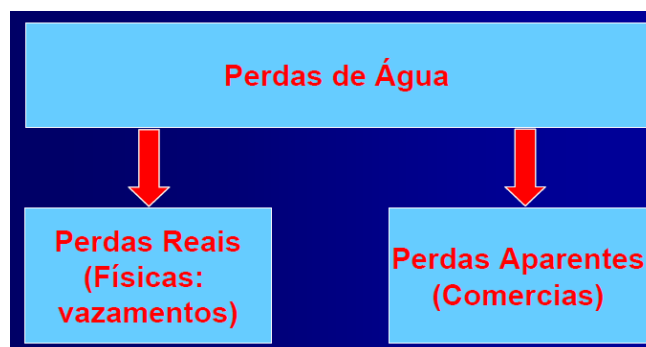 Perdas de Água
Perdas Reais
(Físicas:
vazamentos)
Perdas Aparentes
(Comercias)